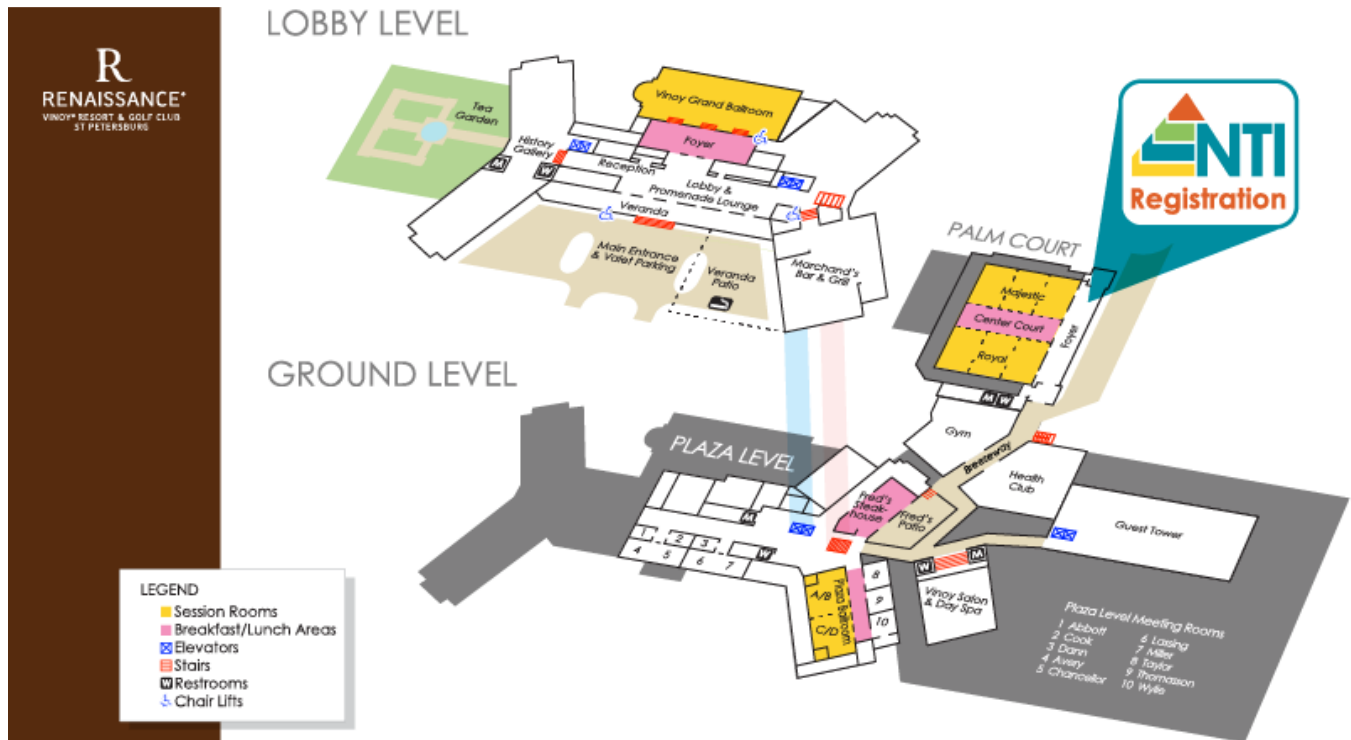 LOBBY LEVEL
R
RENAISSANCE®
VINOY® RESORT & GOLF CLUB
ST PETERSBURG
Tea
Garden
History
Gallery
M
W
Vinoy Grand Ballroom
Foyer
Reception
Lobby &
Promenade Lounge
Veranda
Main Entrance
& Valet Parking
Veranda
Patio
Marchand's
Bar & Grill
NTI
Registration
PALM COURT
Majestic
Center Court
Royal
Foyer
M W
Gym
Breezeway
Health
Club
Guest Tower
GROUND LEVEL
PLAZA LEVEL
M
W
1
2
3
4
5
6
7
Fred's
Steak-
house
Fred's
Patio
A/B
C/D
Plaza Ballroom
8
9
10
W
M
Vinoy Salon
& Day Spa
Plaza Level Meeting Rooms
1 Abbott
2 Cook
3 Dann
4 Avery
5 Chancellor
6 Lassing
7 Miller
8 Taylor
9 Thomasson
10 Wylie
LEGEND
Session Rooms
Breakfast/Lunch Areas
Elevators
Stairs
W Restrooms
Chair Lifts